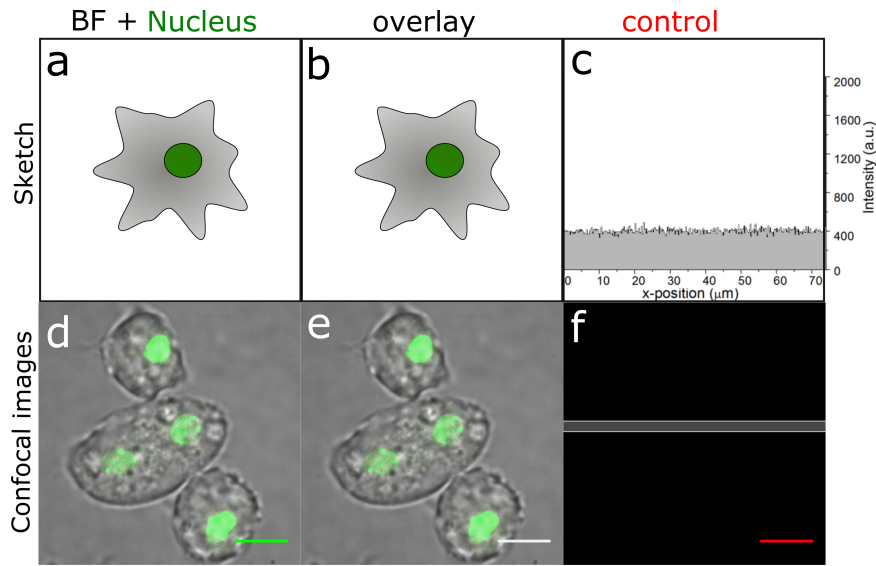 BF + Nucleus
overlay
control
Sketch
a
b
c
2000
1600
1200
800
400
0
Intensity (a.u.)
0 10 20 30 40 50 60 70
x-position (μm)
Confocal images
d
e
f